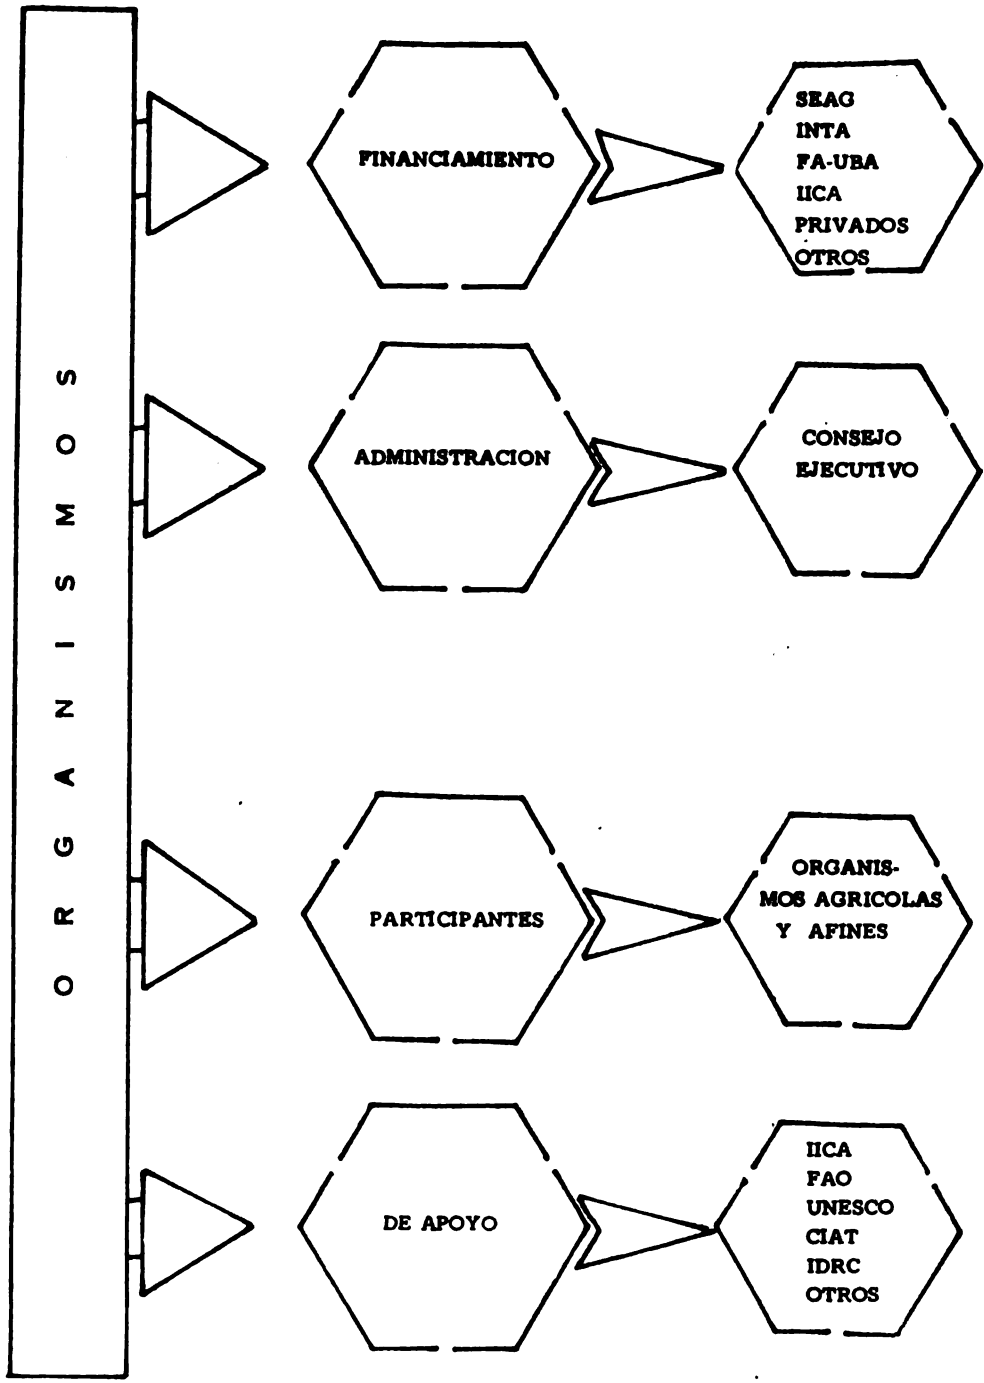 ORGANISMOS
FINANCIAMIENTO
SEAG
INTA
FA-UBA
IICA
PRIVADOS
OTROS
ADMINISTRACION
CONSEJO
EJECUTIVO
PARTICIPANTES
ORGANIS-
MOS AGRICOLAS
Y AFINES
DE APOYO
IICA
FAO
UNESCO
CIAT
IDRC
OTROS